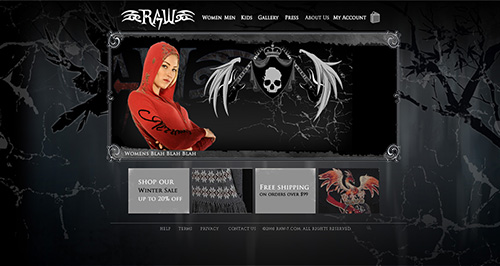 RAW
Women Men Kids Gallery Press About Us My Account
Womens Blah Blah Blah
shop our
Winter Sale
up to 20% off
Free shipping
on orders over $99
HELP TERMS PRIVACY CONTACT US ©2008 RAW-7.COM. ALL RIGHTS RESERVED.